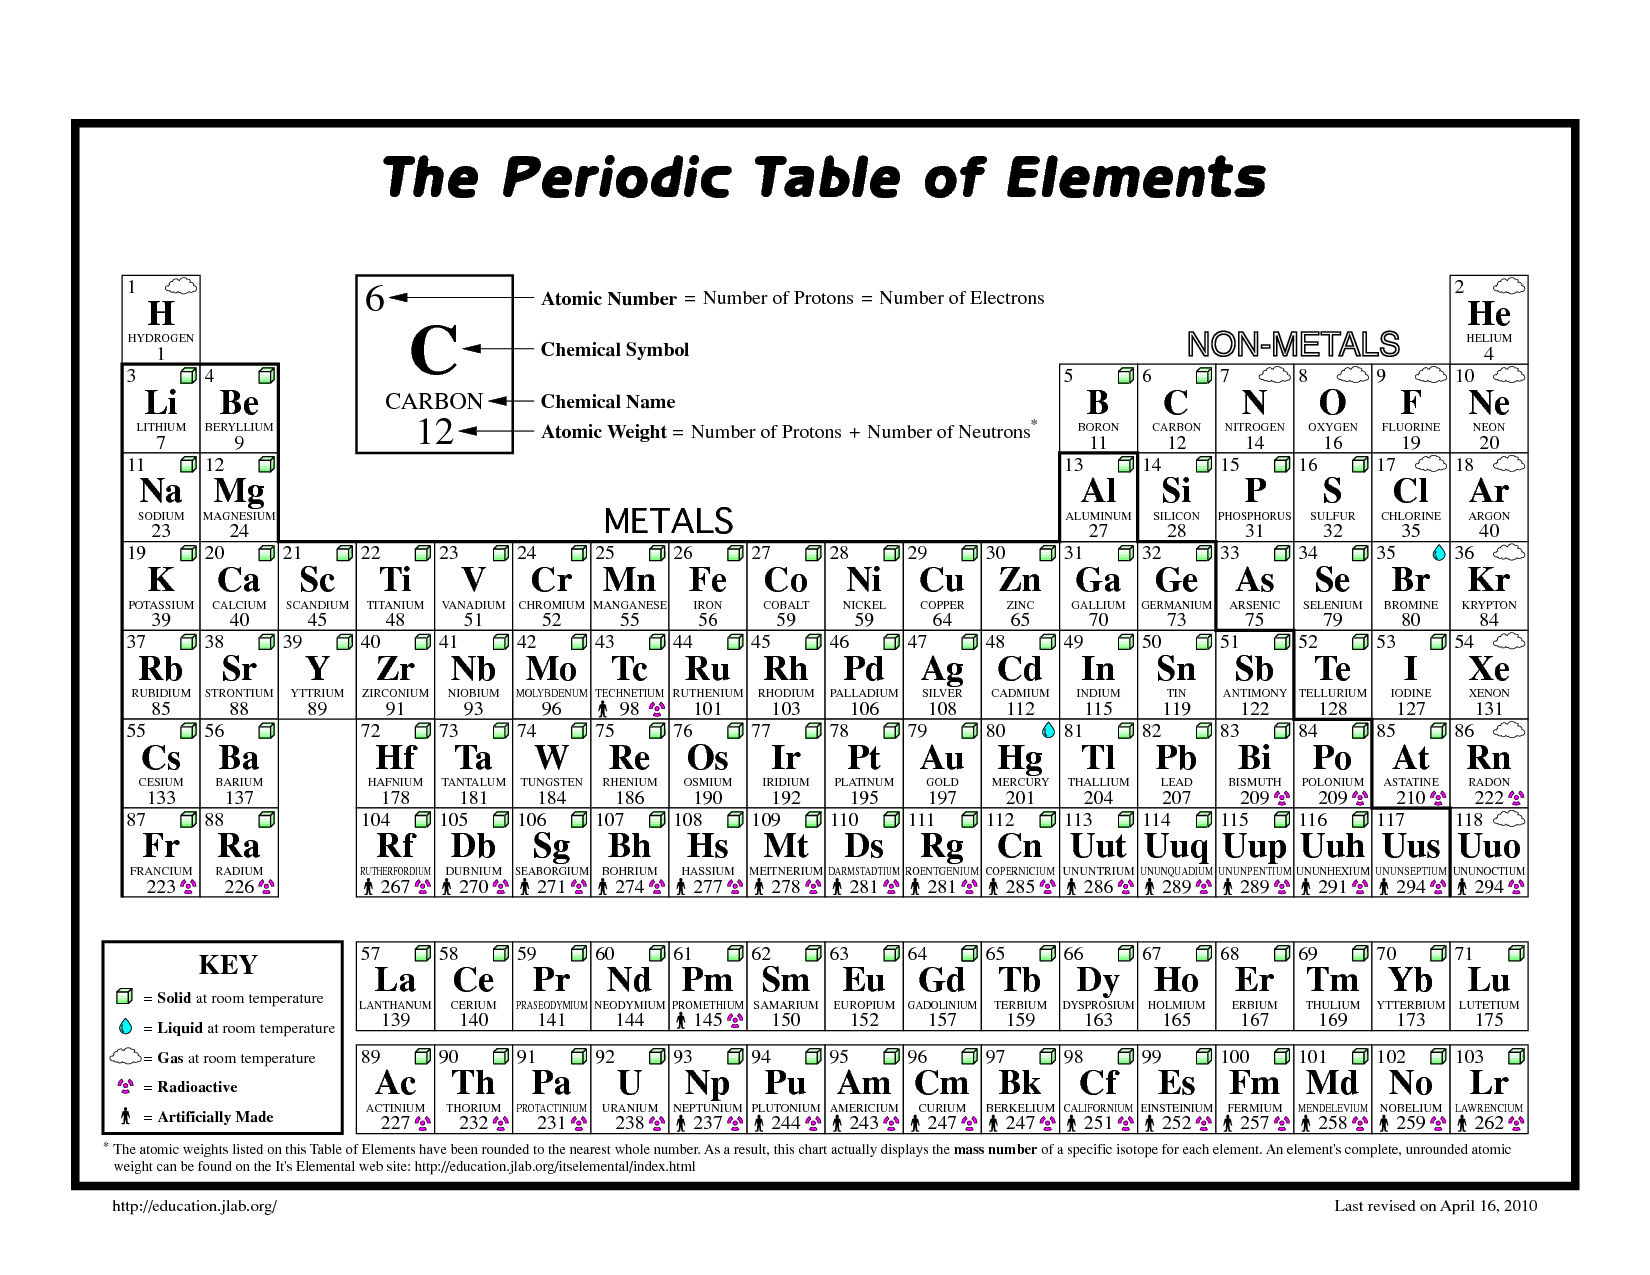 The Periodic Table of Elements
6 Atomic Number = Number of Protons = Number of Electrons
C Chemical Symbol
CARBON Chemical Name
12 Atomic Weight = Number of Protons + Number of Neutrons*
NON-METALS
METALS
1 2
H He
HYDROGEN HELIUM
1 4
3 4 5 6 7 8 9 10
Li Be B C N O F Ne
LITHIUM BERYLLIUM BORON CARBON NITROGEN OXYGEN FLUORINE NEON
7 9 11 12 14 16 19 20
11 12 13 14 15 16 17 18
Na Mg Al Si P S Cl Ar
SODIUM MAGNESIUM ALUMINUM SILICON PHOSPHORUS SULFUR CHLORINE ARGON
23 24 27 28 31 32 35 40
19 20 21 22 23 24 25 26 27 28 29 30 31 32 33 34 35 36
K Ca Sc Ti V Cr Mn Fe Co Ni Cu Zn Ga Ge As Se Br Kr
POTASSIUM CALCIUM SCANDIUM TITANIUM VANADIUM CHROMIUM MANGANESE IRON COBALT NICKEL COPPER ZINC GALLIUM GERMANIUM ARSENIC SELENIUM BROMINE KRYPTON
39 40 45 48 51 52 55 56 59 59 64 65 70 73 75 79 80 84
37 38 39 40 41 42 43 44 45 46 47 48 49 50 51 52 53 54
Rb Sr Y Zr Nb Mo Tc Ru Rh Pd Ag Cd In Sn Sb Te I Xe
RUBIDIUM STRONTIUM YTTRIUM ZIRCONIUM NIOBIUM MOLYBDENUM TECHNETIUM RUTHENIUM RHODIUM PALLADIUM SILVER CADMIUM INDIUM TIN ANTIMONY TELLURIUM IODINE XENON
85 88 89 91 93 96 98 101 103 106 108 112 115 119 122 128 127 131
55 56 72 73 74 75 76 77 78 79 80 81 82 83 84 85 86
Cs Ba Hf Ta W Re Os Ir Pt Au Hg Tl Pb Bi Po At Rn
CESIUM BARIUM HAFNIUM TANTALUM TUNGSTEN RHENIUM OSMIUM IRIDIUM PLATINUM GOLD MERCURY THALLIUM LEAD BISMUTH POLONIUM ASTATINE RADON
133 137 178 181 184 186 190 192 195 197 201 204 207 209 209 210 222
87 88 104 105 106 107 108 109 110 111 112 113 114 115 116 117 118
Fr Ra Rf Db Sg Bh Hs Mt Ds Rg Cn Uut Uuq Uup Uuh Uus Uuo
FRANCIUM RADIUM RUTHERFORDIUM DUBNIUM SEABORGIUM BOHRIUM HASSIUM MEITNERIUM DARMSTADTIUM ROENTGENIUM COPERNICIUM UNUNTRIUM UNUNQUADIUM UNUNPENTIUM UNUNHEXIUM UNUNSEPTIUM UNUNOCTIUM
223 226 267 270 271 274 277 278 281 281 285 286 289 289 291 294 294
57 58 59 60 61 62 63 64 65 66 67 68 69 70 71
La Ce Pr Nd Pm Sm Eu Gd Tb Dy Ho Er Tm Yb Lu
LANTHANUM CERIUM PRASEODYMIUM NEODYMIUM PROMETHIUM SAMARIUM EUROPIUM GADOLINIUM TERBIUM DYSPROSIUM HOLMIUM ERBIUM THULIUM YTTERBIUM LUTETIUM
139 140 141 144 145 150 152 157 159 163 165 167 169 173 175
89 90 91 92 93 94 95 96 97 98 99 100 101 102 103
Ac Th Pa U Np Pu Am Cm Bk Cf Es Fm Md No Lr
ACTINIUM THORIUM PROTACTINIUM URANIUM NEPTUNIUM PLUTONIUM AMERICIUM CURIUM BERKELIUM CALIFORNIUM EINSTEINIUM FERMIUM MENDELEVIUM NOBELIUM LAWRENCIUM
227 232 231 238 237 244 243 247 247 251 252 257 258 259 262
KEY
= Solid at room temperature
= Liquid at room temperature
= Gas at room temperature
= Radioactive
= Artificially Made
* The atomic weights listed on this Table of Elements have been rounded to the nearest whole number. As a result, this chart actually displays the mass number of a specific isotope for each element. An element's complete, unrounded atomic
weight can be found on the It's Elemental web site: http://education.jlab.org/itselemental/index.html
http://education.jlab.org/ Last revised on April 16, 2010